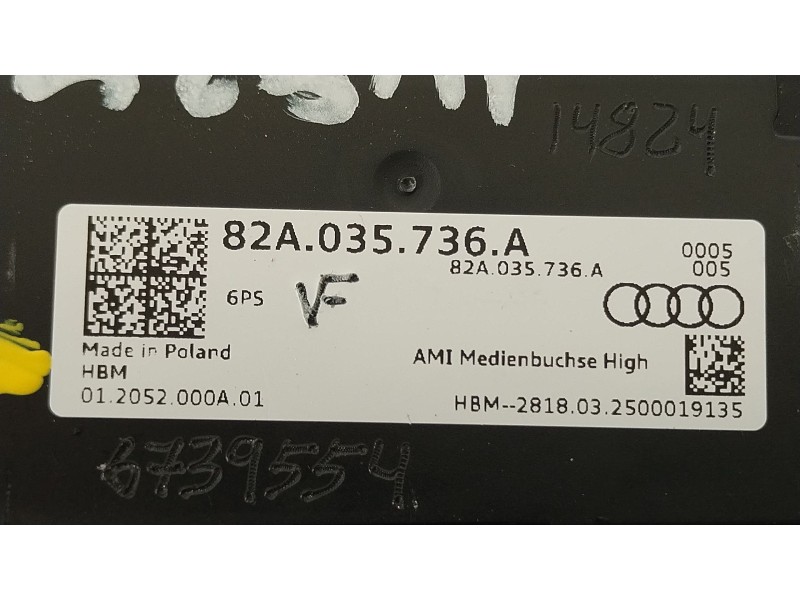 14824
82A.035.736.A
0005
82A.035.736.A
005
6PS
VF
Made in Poland
AMI Medienbuchse High
HBM
01.2052.000A.01
HBM--2818.03.2500019135
6739554